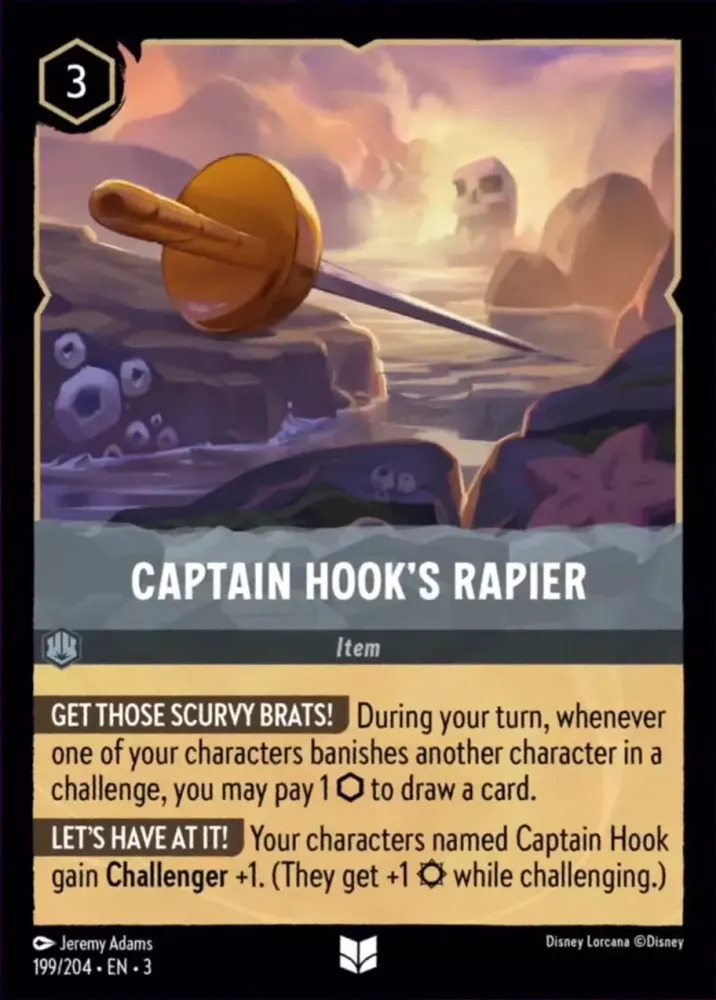 3
CAPTAIN HOOK'S RAPIER
Item
GET THOSE SCURVY BRATS! During your turn, whenever
one of your characters banishes another character in a
challenge, you may pay 1 ⬡ to draw a card.
LET'S HAVE AT IT! Your characters named Captain Hook
gain Challenger +1. (They get +1 ¤ while challenging.)
Jeremy Adams
Disney Lorcana ©Disney
199/204 • EN • 3